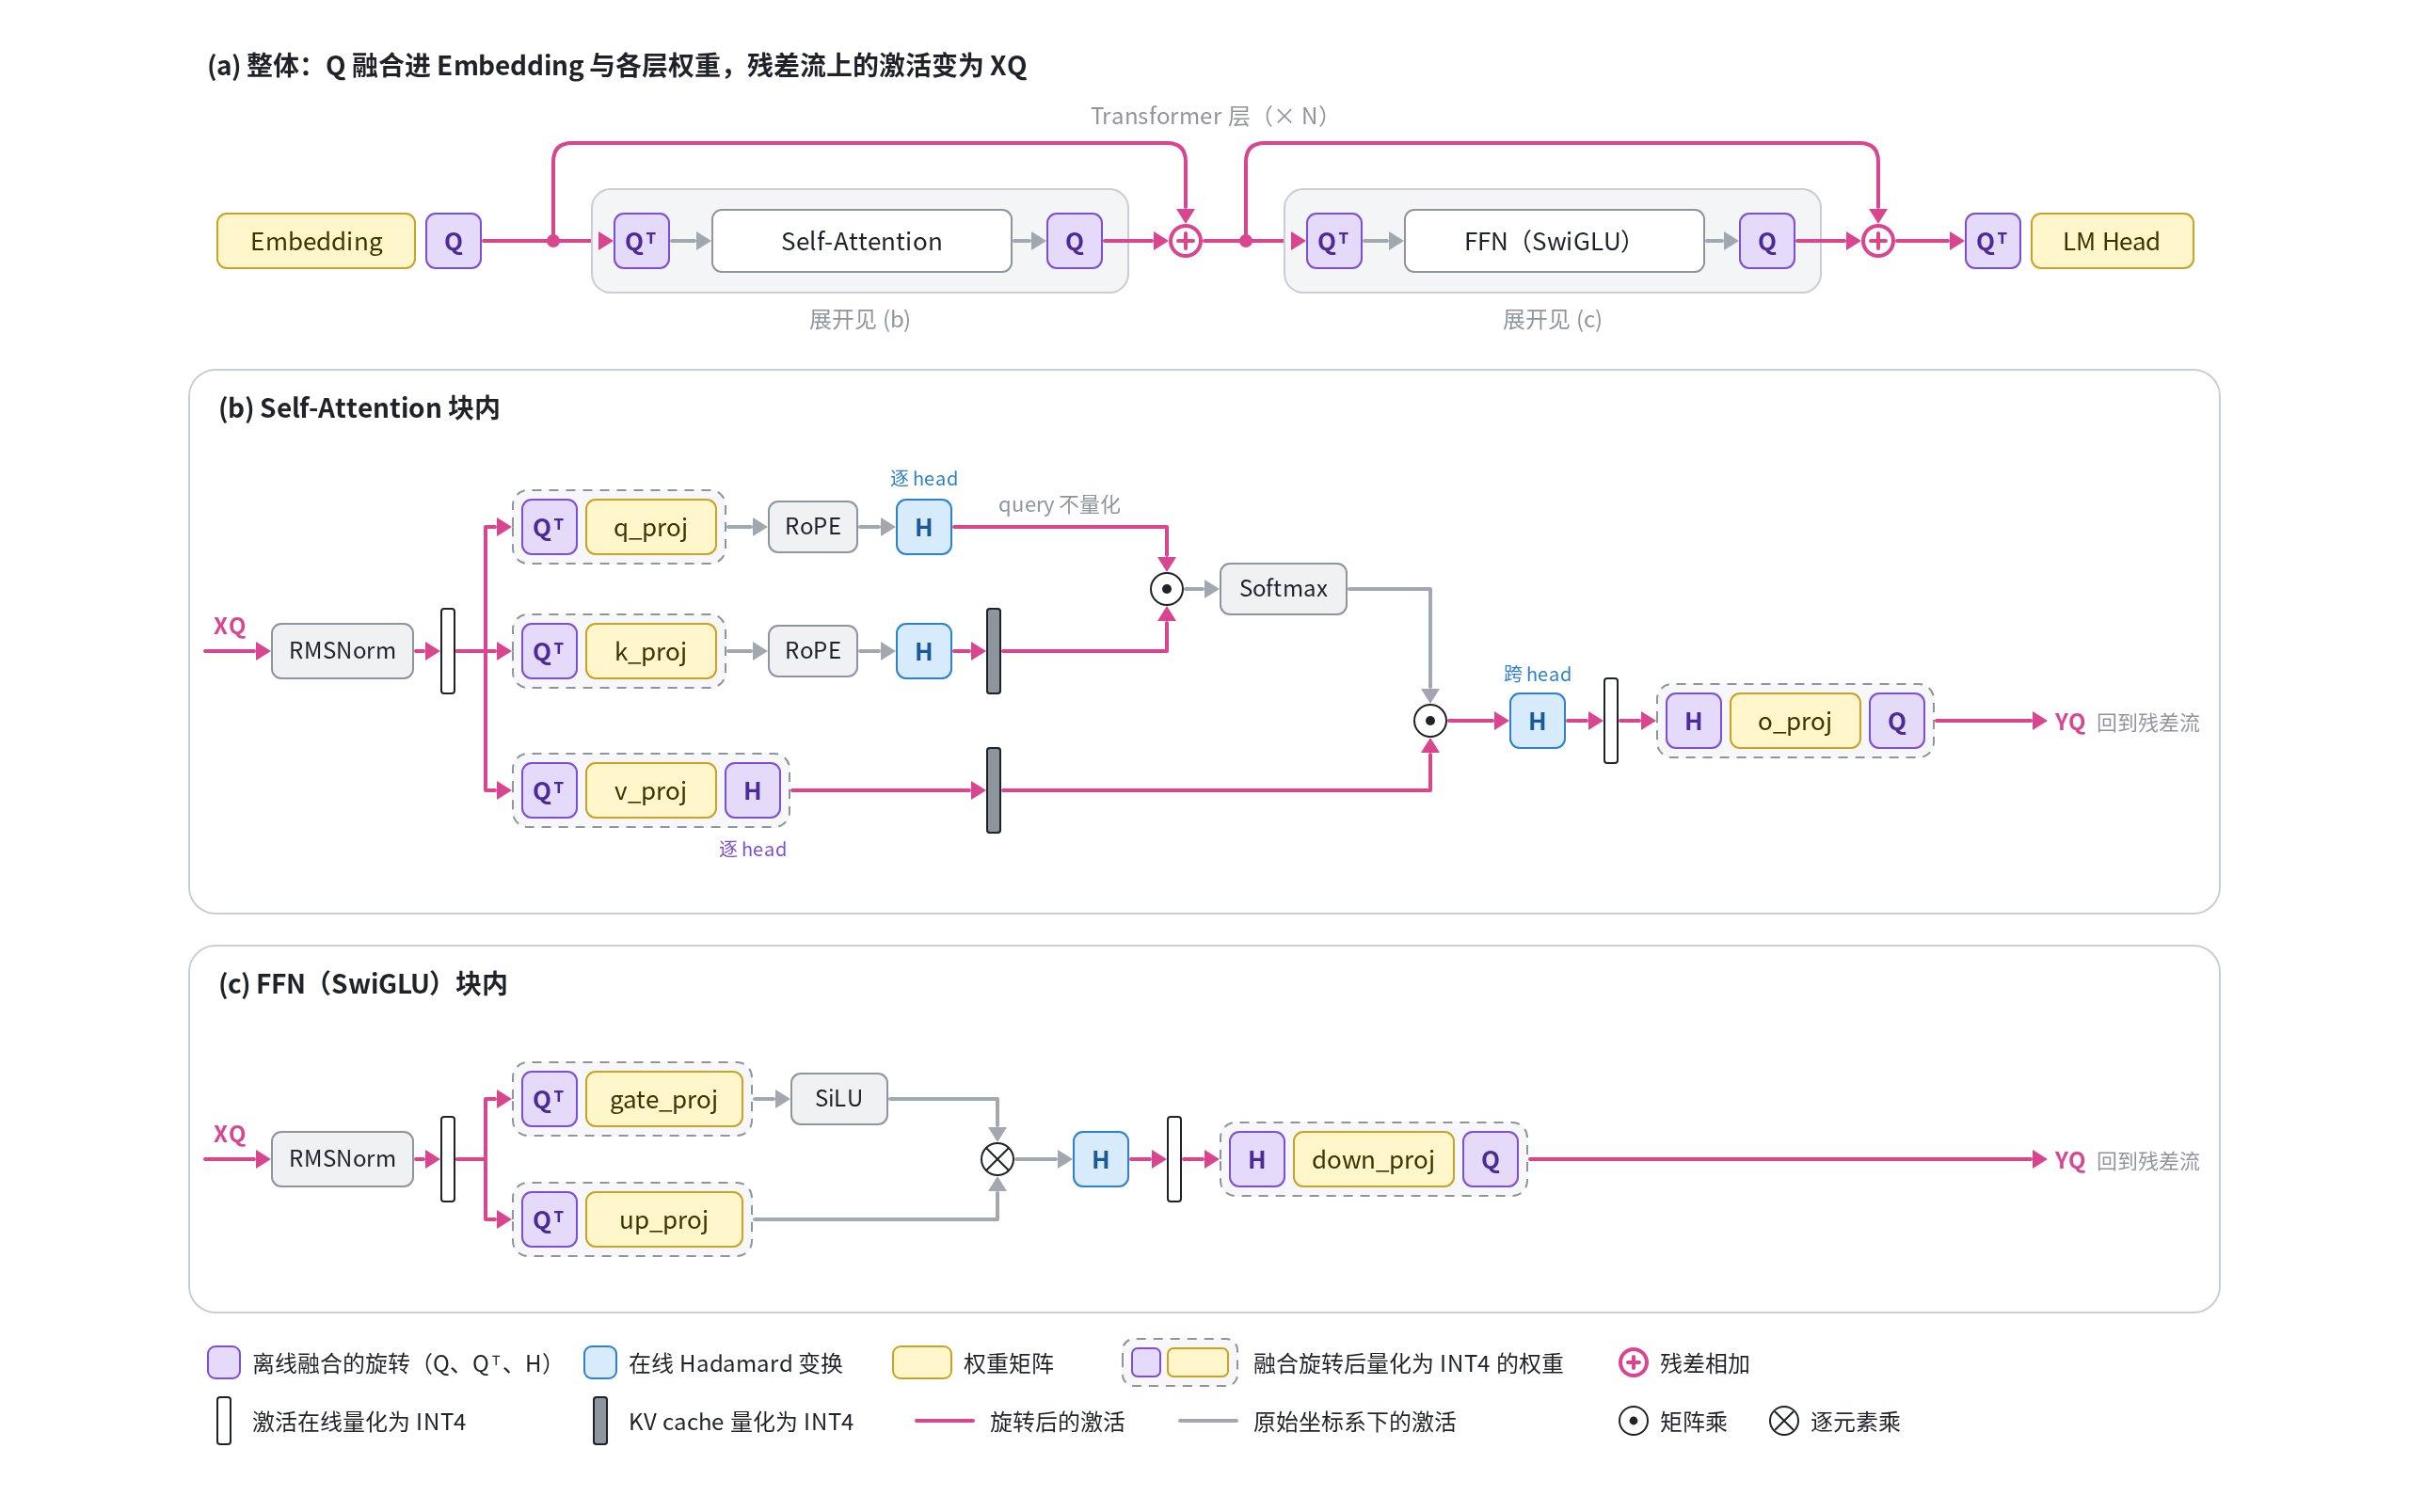 (a) 整体：Q 融合进 Embedding 与各层权重，残差流上的激活变为 XQ
Transformer 层（× N）
Embedding Q Qᵀ Self-Attention Q Qᵀ FFN（SwiGLU） Q Qᵀ LM Head
展开见 (b) 展开见 (c)
(b) Self-Attention 块内
逐 head
query 不量化
Qᵀ q_proj RoPE H
Softmax
XQ
RMSNorm Qᵀ k_proj RoPE H
跨 head
H H o_proj Q YQ 回到残差流
Qᵀ v_proj H
逐 head
(c) FFN（SwiGLU）块内
Qᵀ gate_proj SiLU
XQ
RMSNorm H H down_proj Q YQ 回到残差流
Qᵀ up_proj
离线融合的旋转（Q、Qᵀ、H） 在线 Hadamard 变换 权重矩阵 融合旋转后量化为 INT4 的权重 残差相加
激活在线量化为 INT4 KV cache 量化为 INT4 旋转后的激活 原始坐标系下的激活 矩阵乘 逐元素乘